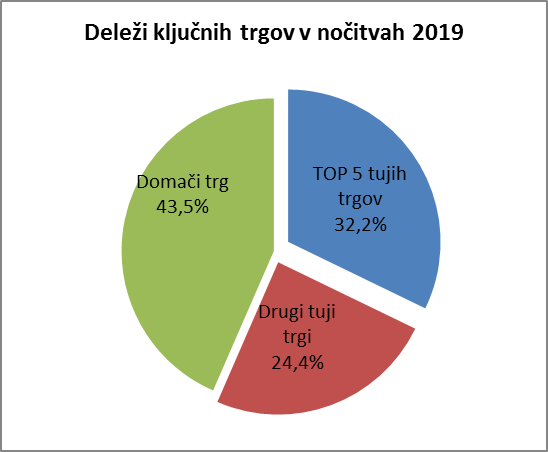 Deleži ključnih trgov v nočitvah 2019
TOP 5 tujih
trgov
32,2%
Domači trg
43,5%
Drugi tuji
trgi
24,4%